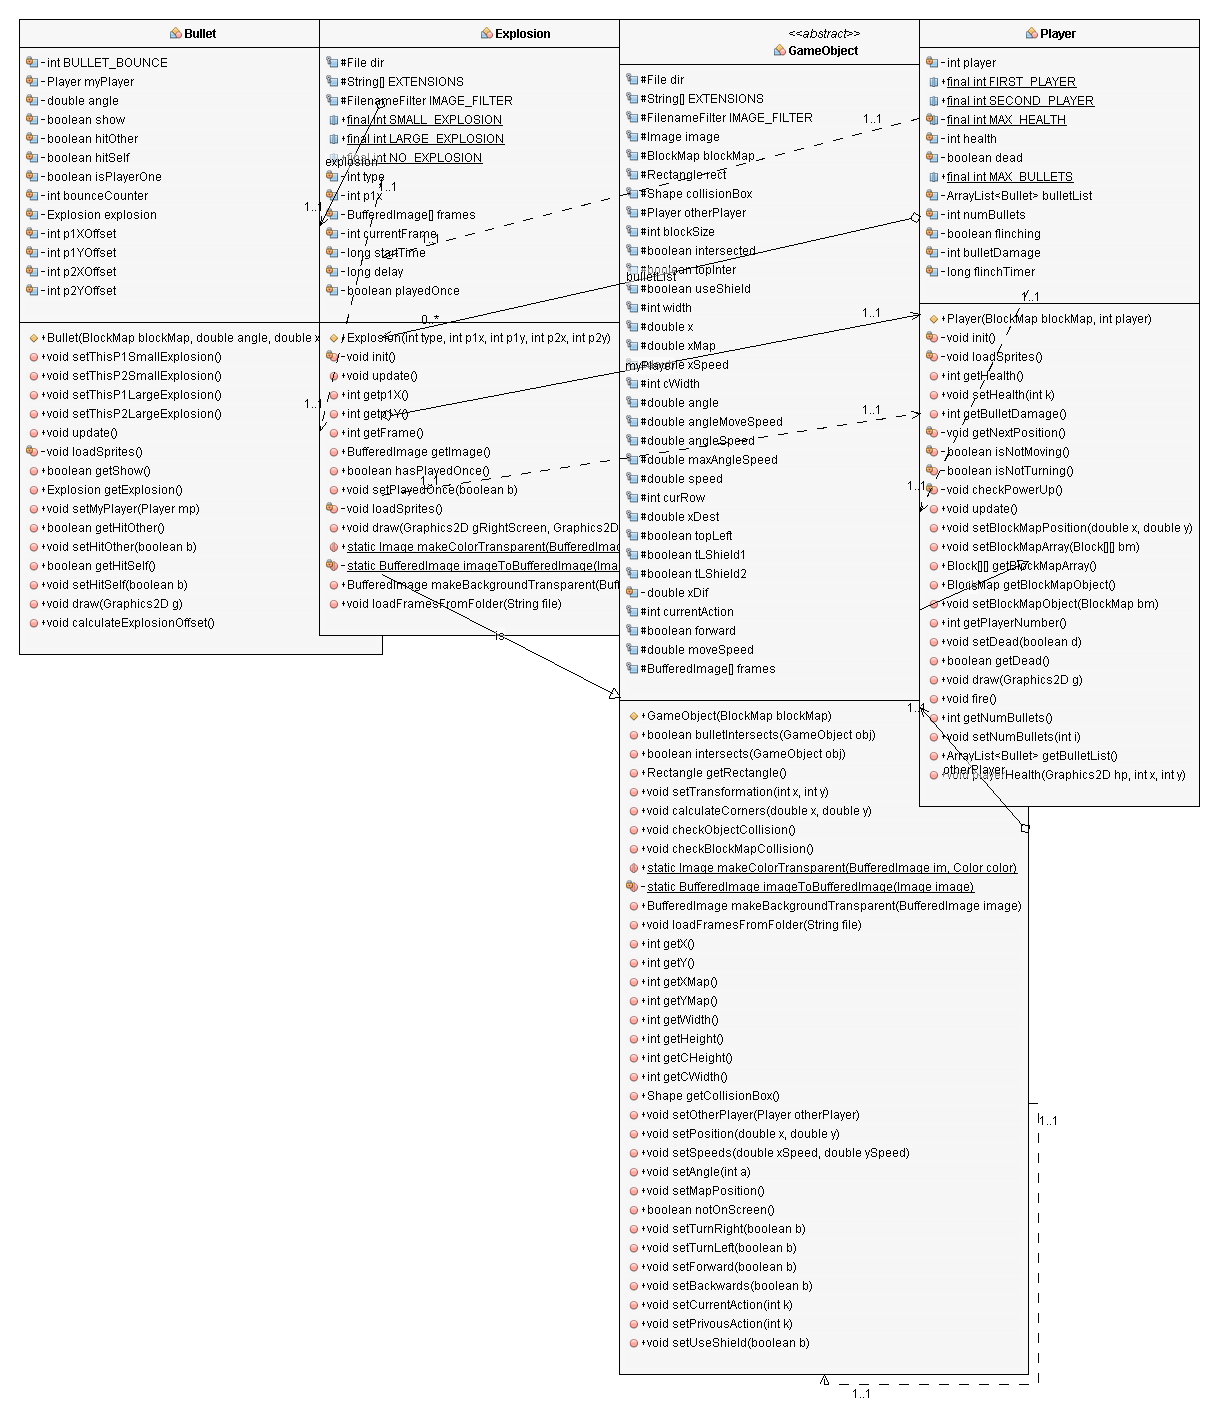 Bullet
-int BULLET_BOUNCE
-Player myPlayer
-double angle
-boolean show
-boolean hitOther
-boolean hitSelf
-boolean isPlayerOne
-int bounceCounter
-Explosion explosion
-int p1XOffset
-int p1YOffset
-int p2XOffset
-int p2YOffset
+Bullet(BlockMap blockMap, double angle, double x
+void setThisP1SmallExplosion()
+void setThisP2SmallExplosion()
+void setThisP1LargeExplosion()
+void setThisP2LargeExplosion()
+void update()
-void loadSprites()
+boolean getShow()
+Explosion getExplosion()
+void setMyPlayer(Player mp)
+boolean getHitOther()
+void setHitOther(boolean b)
+boolean getHitSelf()
+void setHitSelf(boolean b)
+void draw(Graphics2D g)
+void calculateExplosionOffset()
Explosion
#File dir
#String[] EXTENSIONS
#FilenameFilter IMAGE_FILTER
+final int SMALL_EXPLOSION
+final int LARGE_EXPLOSION
+final int NO_EXPLOSION
-int type
-int p1x
-BufferedImage[] frames
-int currentFrame
-long startTime
-long delay
-boolean playedOnce
+Explosion(int type, int p1x, int p1y, int p2x, int p2y)
-void init()
+void update()
+int getp1X()
+int getp1Y()
+int getFrame()
+BufferedImage getImage()
+boolean hasPlayedOnce()
+void setPlayedOnce(boolean b)
-void loadSprites()
+void draw(Graphics2D gRightScreen, Graphics2D
+static Image makeColorTransparent(BufferedImag
-static BufferedImage imageToBufferedImage(Ima
+BufferedImage makeBackgroundTransparent(Buff
+void loadFramesFromFolder(String file)
<<abstract>>
GameObject
#File dir
#String[] EXTENSIONS
#FilenameFilter IMAGE_FILTER
#Image image
#BlockMap blockMap
#Rectangle rect
#Shape collisionBox
#Player otherPlayer
#int blockSize
#boolean intersected
#boolean topInter
#boolean useShield
#int width
#double x
#double xMap
#double xSpeed
#int cWidth
#double angle
#double angleMoveSpeed
#double angleSpeed
#double maxAngleSpeed
#double speed
#int curRow
#double xDest
#boolean topLeft
#boolean tLShield1
#boolean tLShield2
-double xDif
#int currentAction
#boolean forward
#double moveSpeed
#BufferedImage[] frames
+GameObject(BlockMap blockMap)
+boolean bulletIntersects(GameObject obj)
+boolean intersects(GameObject obj)
+Rectangle getRectangle()
+void setTransformation(int x, int y)
+void calculateCorners(double x, double y)
+void checkObjectCollision()
+void checkBlockMapCollision()
+static Image makeColorTransparent(BufferedImage im, Color color)
-static BufferedImage imageToBufferedImage(Image image)
+BufferedImage makeBackgroundTransparent(BufferedImage image)
+void loadFramesFromFolder(String file)
+int getX()
+int getY()
+int getXMap()
+int getYMap()
+int getWidth()
+int getHeight()
+int getCHeight()
+int getCWidth()
+Shape getCollisionBox()
+void setOtherPlayer(Player otherPlayer)
+void setPosition(double x, double y)
+void setSpeeds(double xSpeed, double ySpeed)
+void setAngle(int a)
+void setMapPosition()
+boolean notOnScreen()
+void setTurnRight(boolean b)
+void setTurnLeft(boolean b)
+void setForward(boolean b)
+void setBackwards(boolean b)
+void setCurrentAction(int k)
+void setPrivousAction(int k)
+void setUseShield(boolean b)
Player
-int player
+final int FIRST_PLAYER
+final int SECOND_PLAYER
-final int MAX_HEALTH
-int health
-boolean dead
+final int MAX_BULLETS
-ArrayList<Bullet> bulletList
-int numBullets
-boolean flinching
-int bulletDamage
-long flinchTimer
+Player(BlockMap blockMap, int player)
-void init()
-void loadSprites()
+int getHealth()
+void setHealth(int k)
+int getBulletDamage()
-void getNextPosition()
-boolean isNotMoving()
-boolean isNotTurning()
-void checkPowerUp()
+void update()
+void setBlockMapPosition(double x, double y)
+void setBlockMapArray(Block[][] bm)
+Block[][] getBlockMapArray()
+BlockMap getBlockMapObject()
+void setBlockMapObject(BlockMap bm)
+int getPlayerNumber()
+void setDead(boolean d)
+boolean getDead()
+void draw(Graphics2D g)
+void fire()
+int getNumBullets()
+void setNumBullets(int i)
+ArrayList<Bullet> getBulletList()
+void playerHealth(Graphics2D hp, int x, int y)
explosion
1..1
1..1
1..1
1..1
1..1
bulletList
0..*
myPlayer
1..1
1..1
1..1
1..1
1..1
is
is
1..1
otherPlayer
1..1
1..1